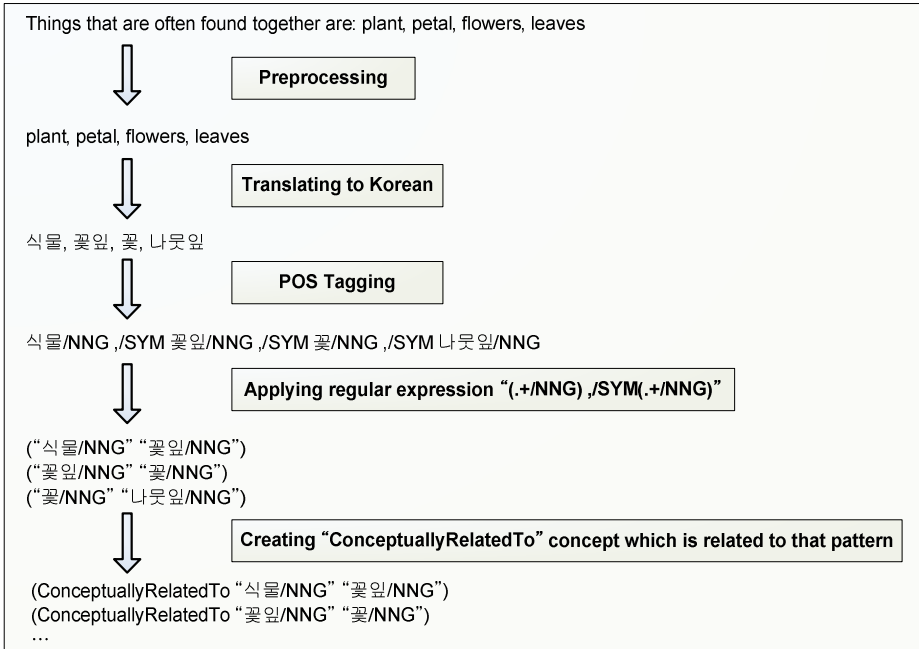 Things that are often found together are: plant, petal, flowers, leaves
Preprocessing
plant, petal, flowers, leaves
Translating to Korean
식물, 꽃잎, 꽃, 나뭇잎
POS Tagging
식물/NNG ,/SYM 꽃잎/NNG ,/SYM 꽃/NNG ,/SYM 나뭇잎/NNG
Applying regular expression “(.+/NNG) ,/SYM(.+/NNG)”
(“식물/NNG” “꽃잎/NNG”)
(“꽃잎/NNG” “꽃/NNG”)
(“꽃/NNG” “나뭇잎/NNG”)
Creating “ConceptuallyRelatedTo” concept which is related to that pattern
(ConceptuallyRelatedTo “식물/NNG” “꽃잎/NNG”)
(ConceptuallyRelatedTo “꽃잎/NNG” “꽃/NNG”)
…